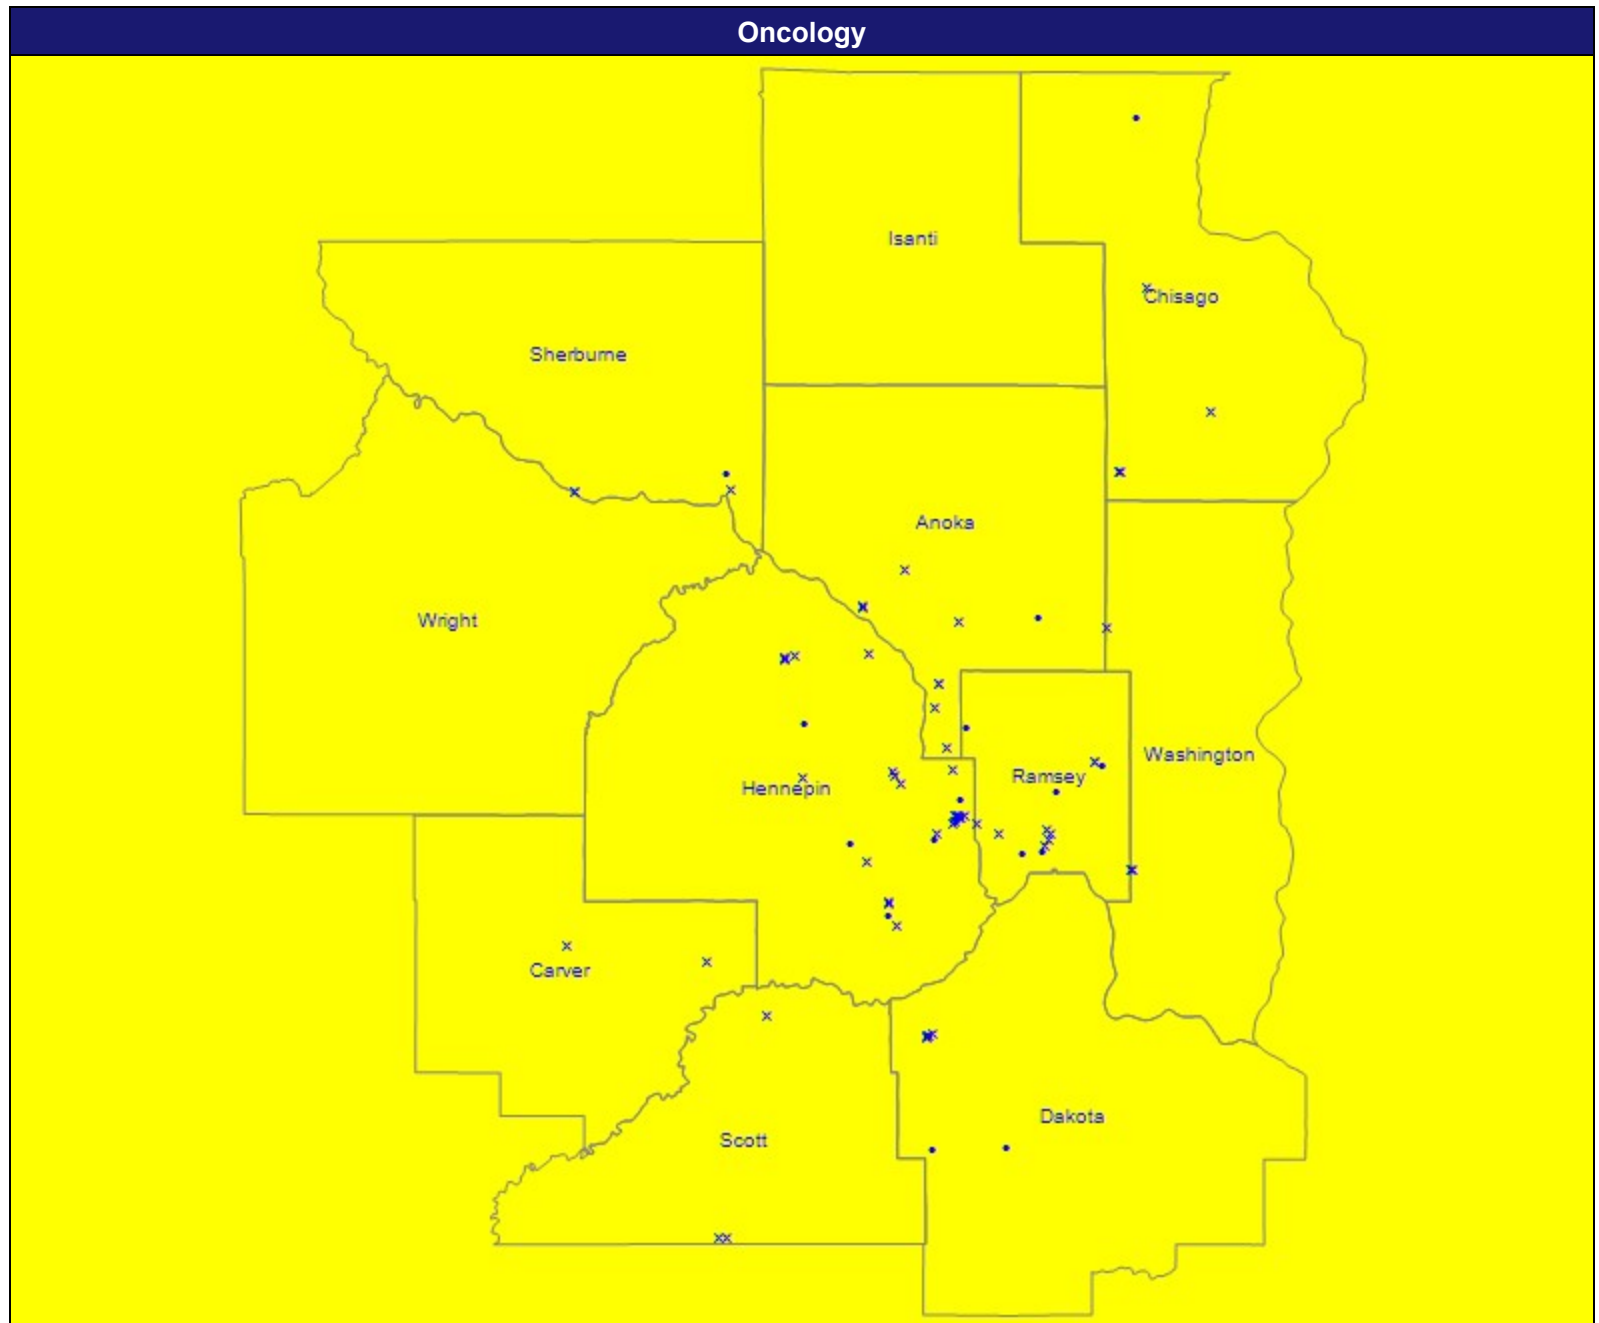 Oncology
Isanti
Chisago
Sherburne
Anoka
Wright
Washington
Ramsey
Hennepin
Carver
Dakota
Scott